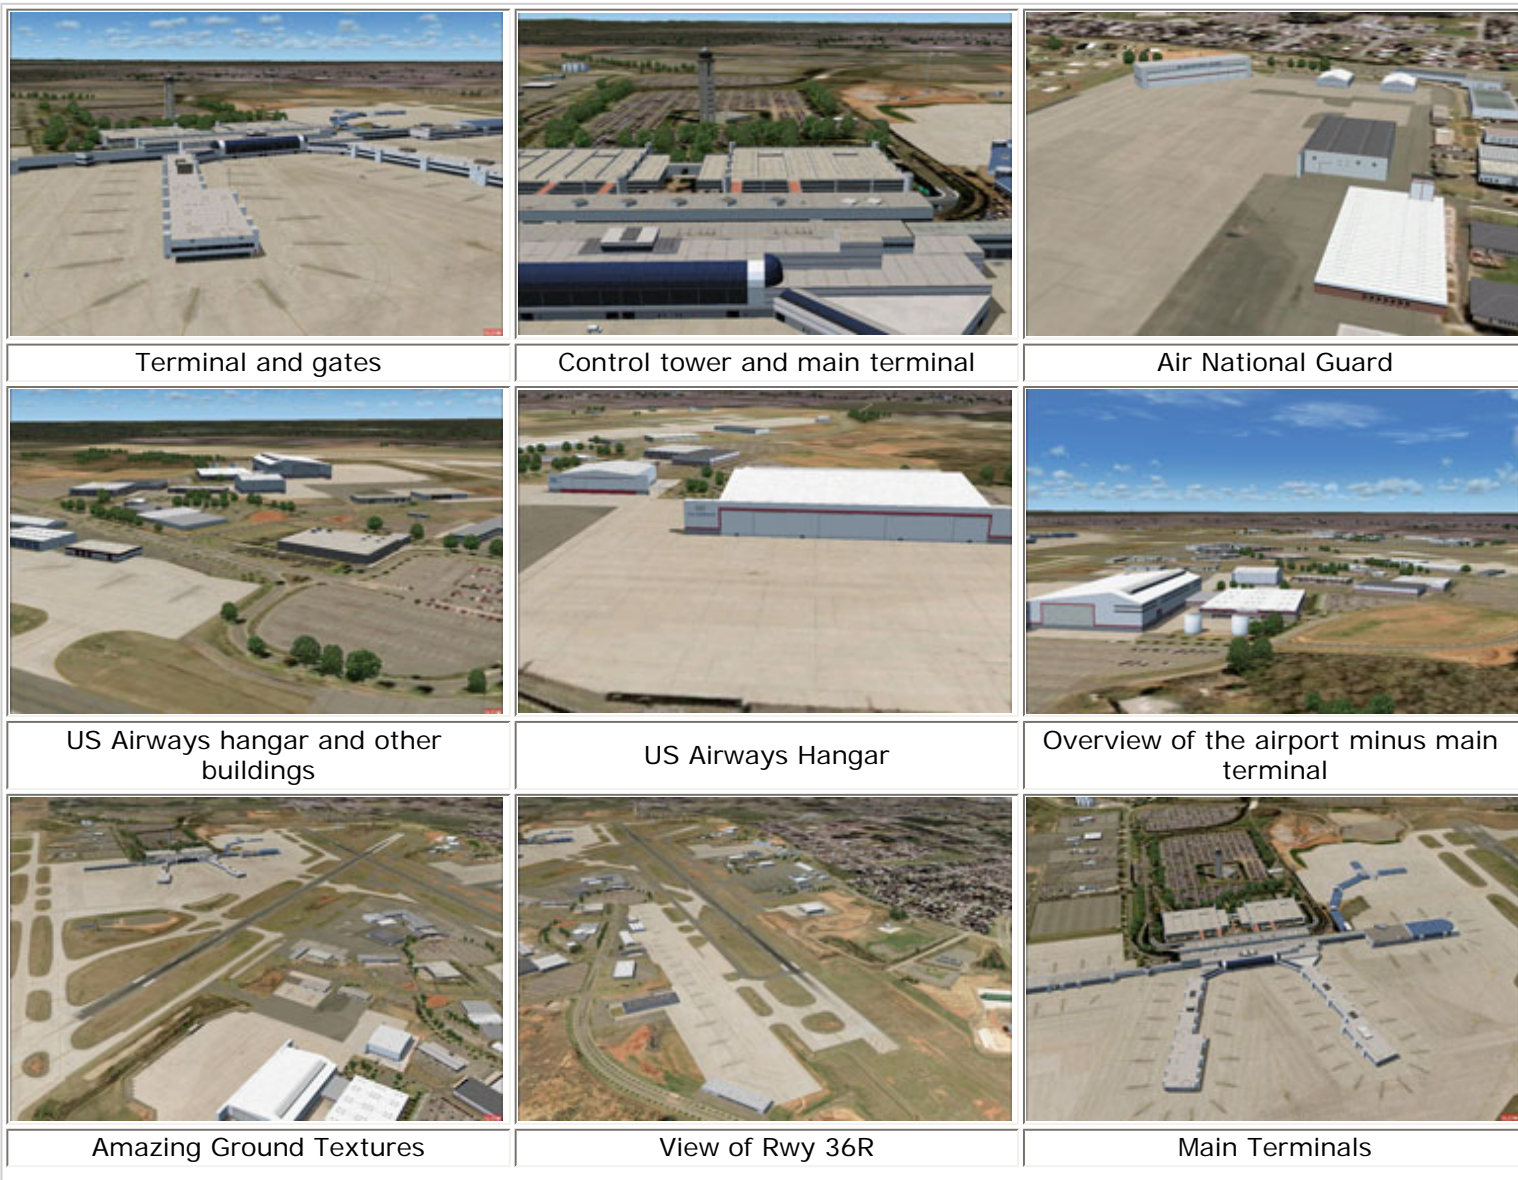 Terminal and gates
Control tower and main terminal
Air National Guard
US Airways hangar and other
buildings
US Airways Hangar
Overview of the airport minus main
terminal
Amazing Ground Textures
View of Rwy 36R
Main Terminals